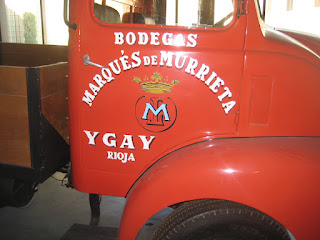 BODEGAS
MARQUÉS DE MURRIETA
M
YGAY
RIOJA